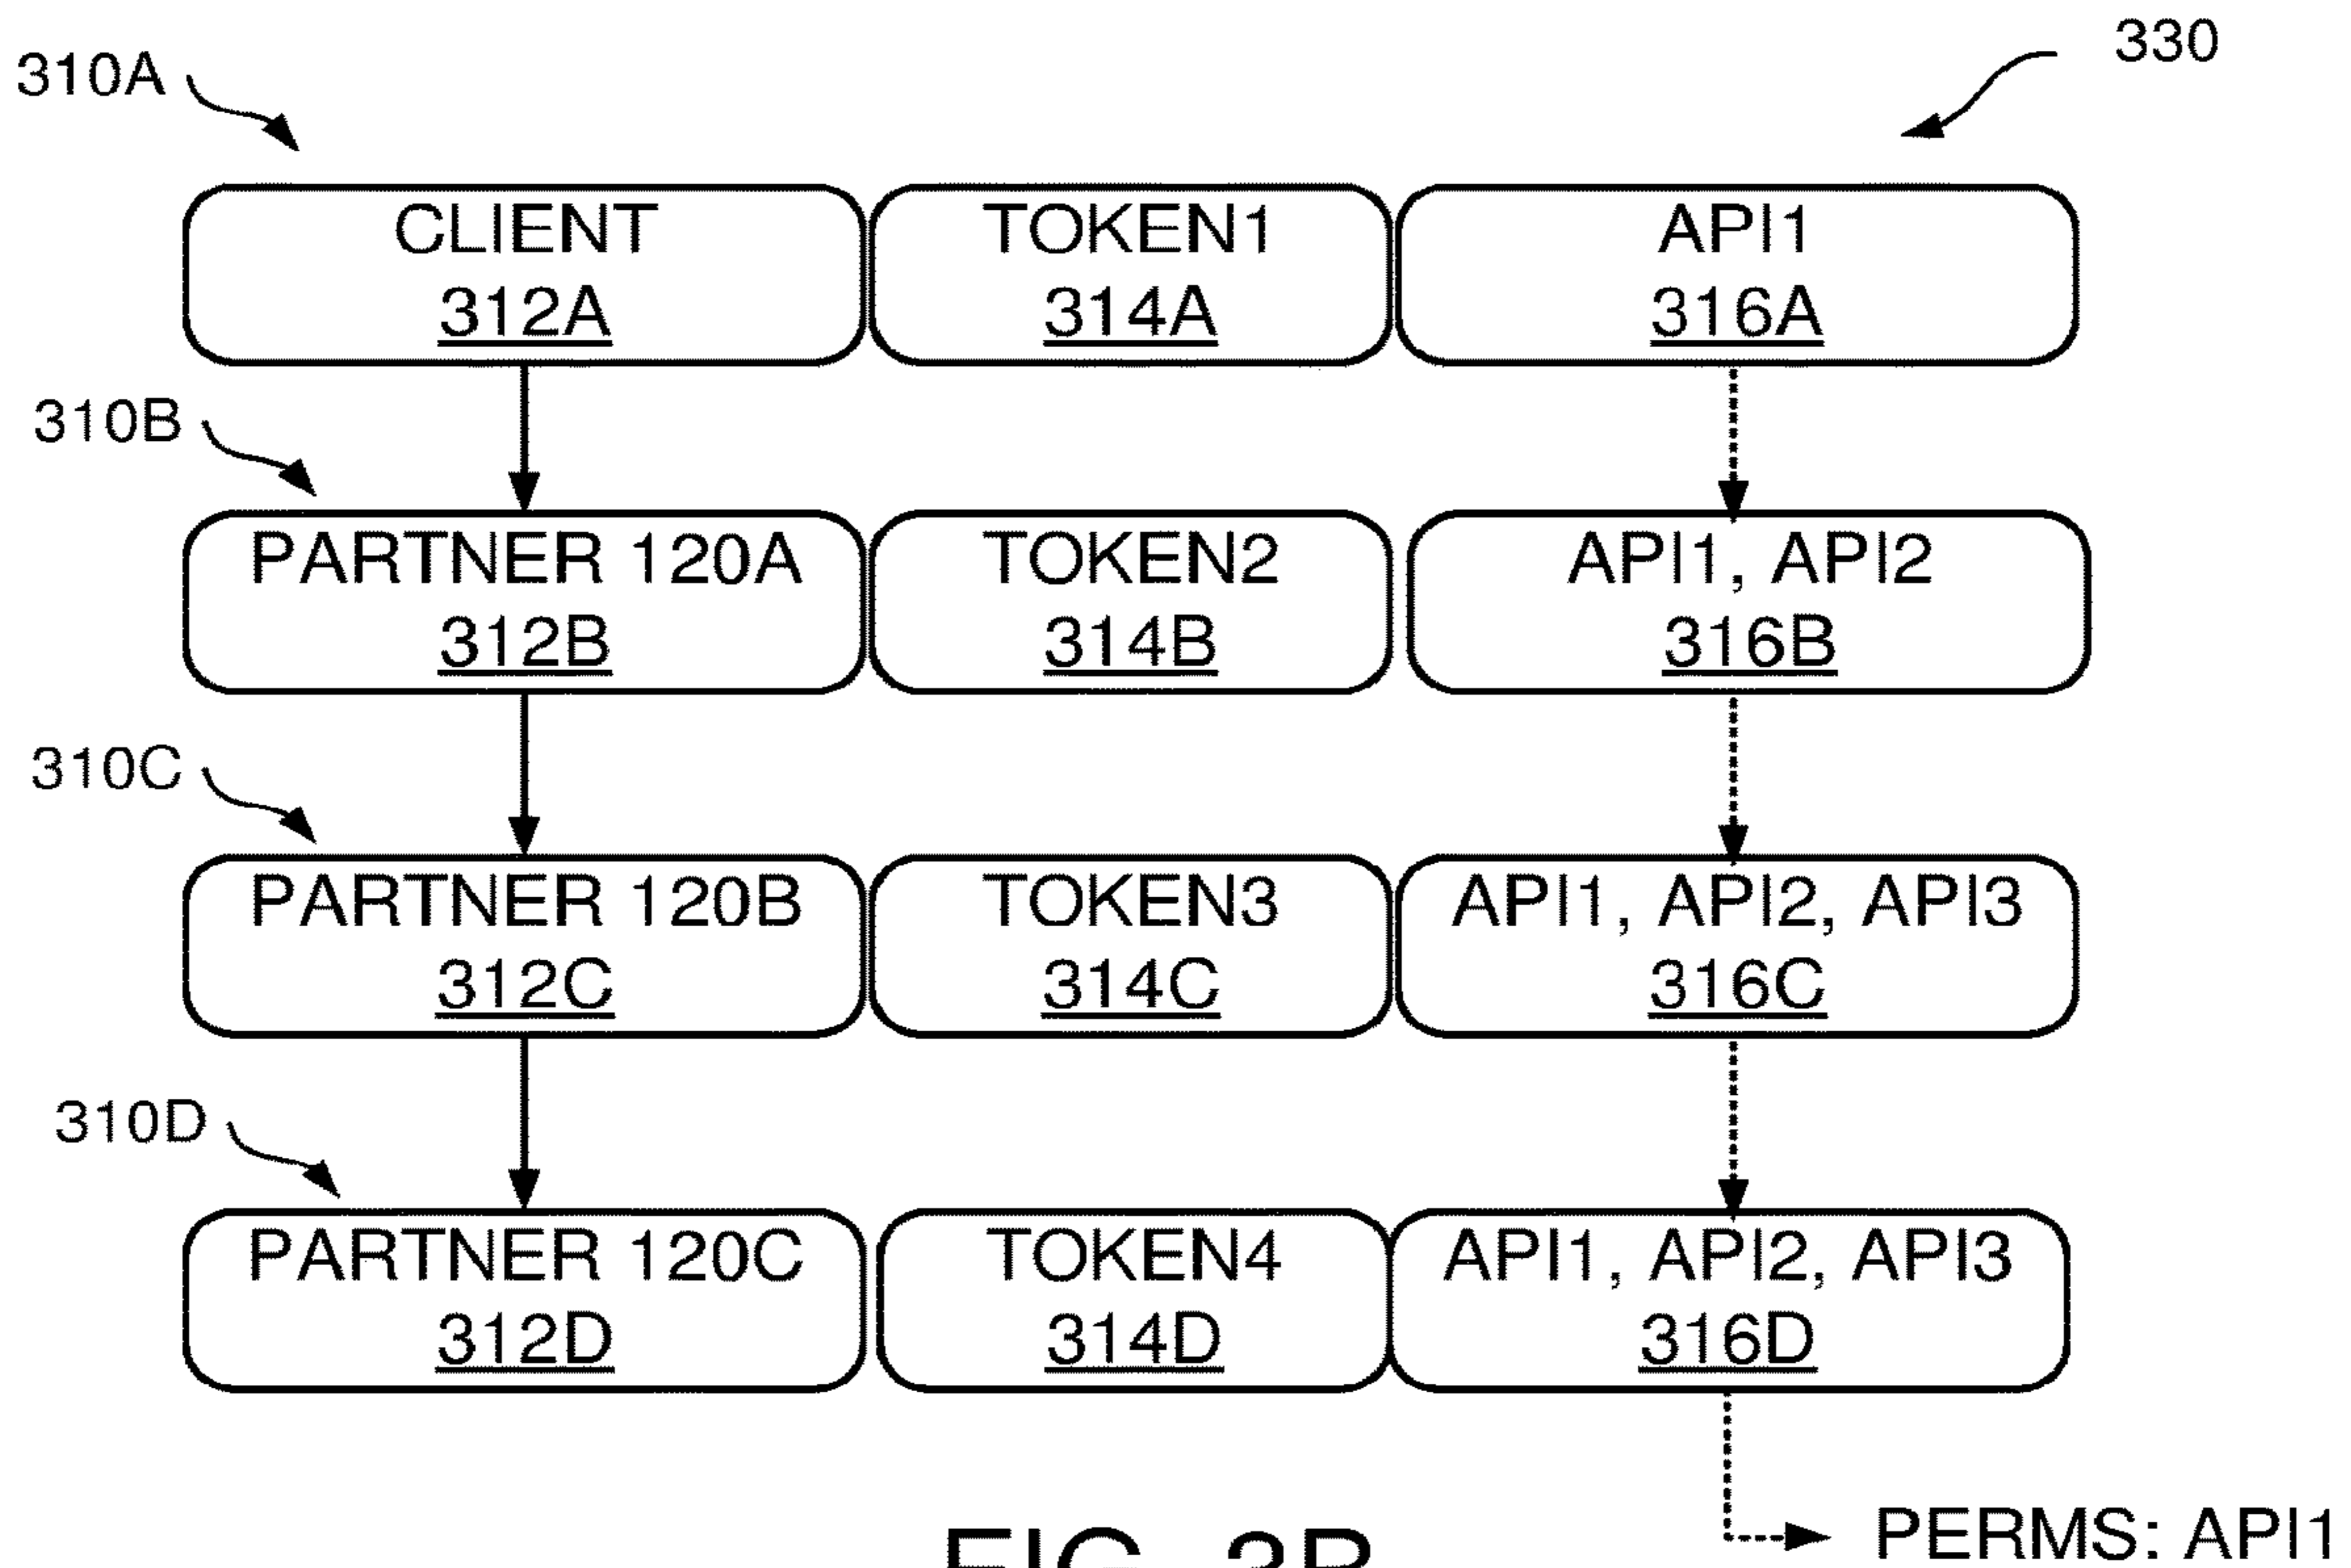 310A
330
CLIENT
312A
TOKEN1
314A
API1
316A
310B
PARTNER 120A
312B
TOKEN2
314B
API1, API2
316B
310C
PARTNER 120B
312C
TOKEN3
314C
API1, API2, API3
316C
310D
PARTNER 120C
312D
TOKEN4
314D
API1, API2, API3
316D
PERMS: API1
FIG. 3B